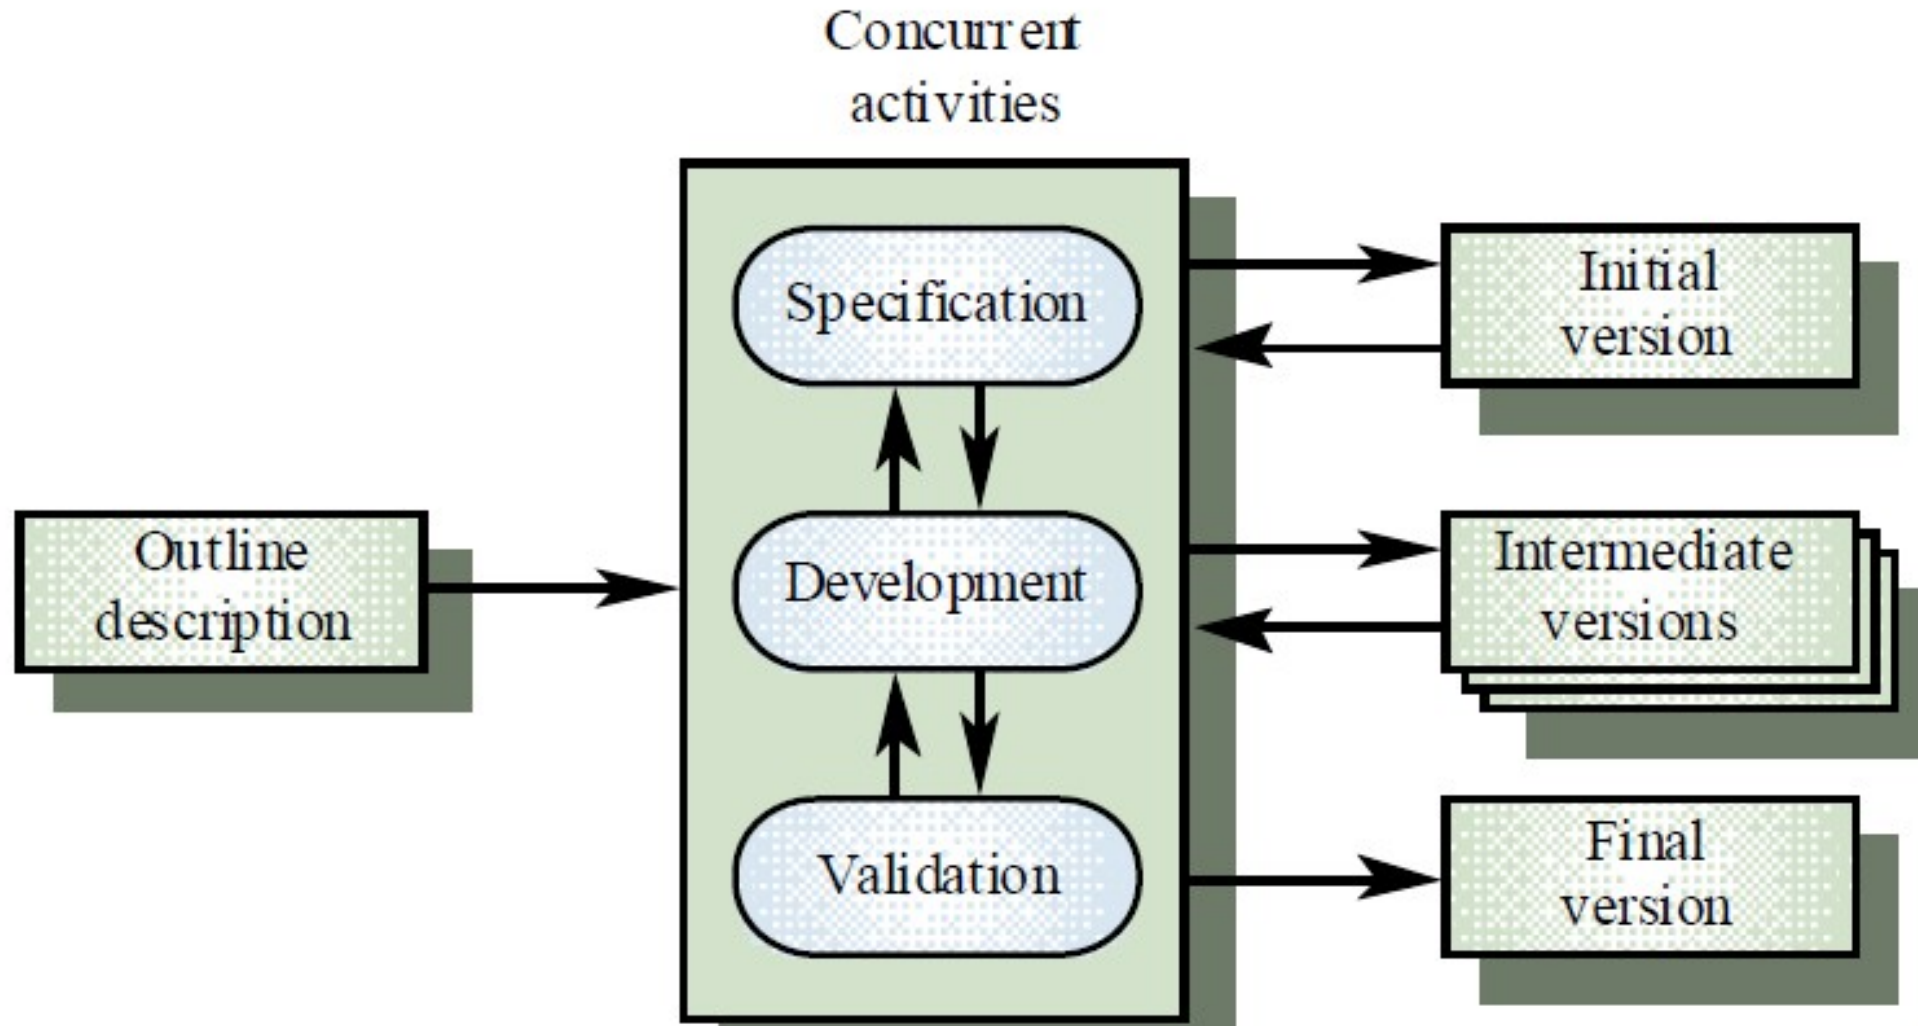 Concurrent
activities
Specification
Initial
version
Outline
description
Development
Intermediate
versions
Validation
Final
version